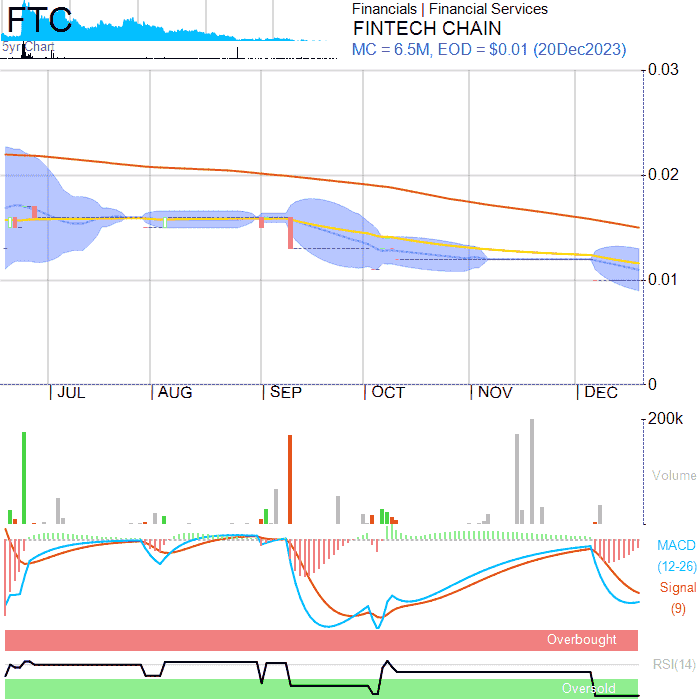 FTC
Financials | Financial Services
FINTECH CHAIN
MC = 6.5M, EOD = $0.01 (20Dec2023)
5yr Chart
0.03
0.02
0.01
0
JUL AUG SEP OCT NOV DEC
200k
Volume
MACD
(12-26)
Signal
(9)
Overbought
RSI(14)
Oversold